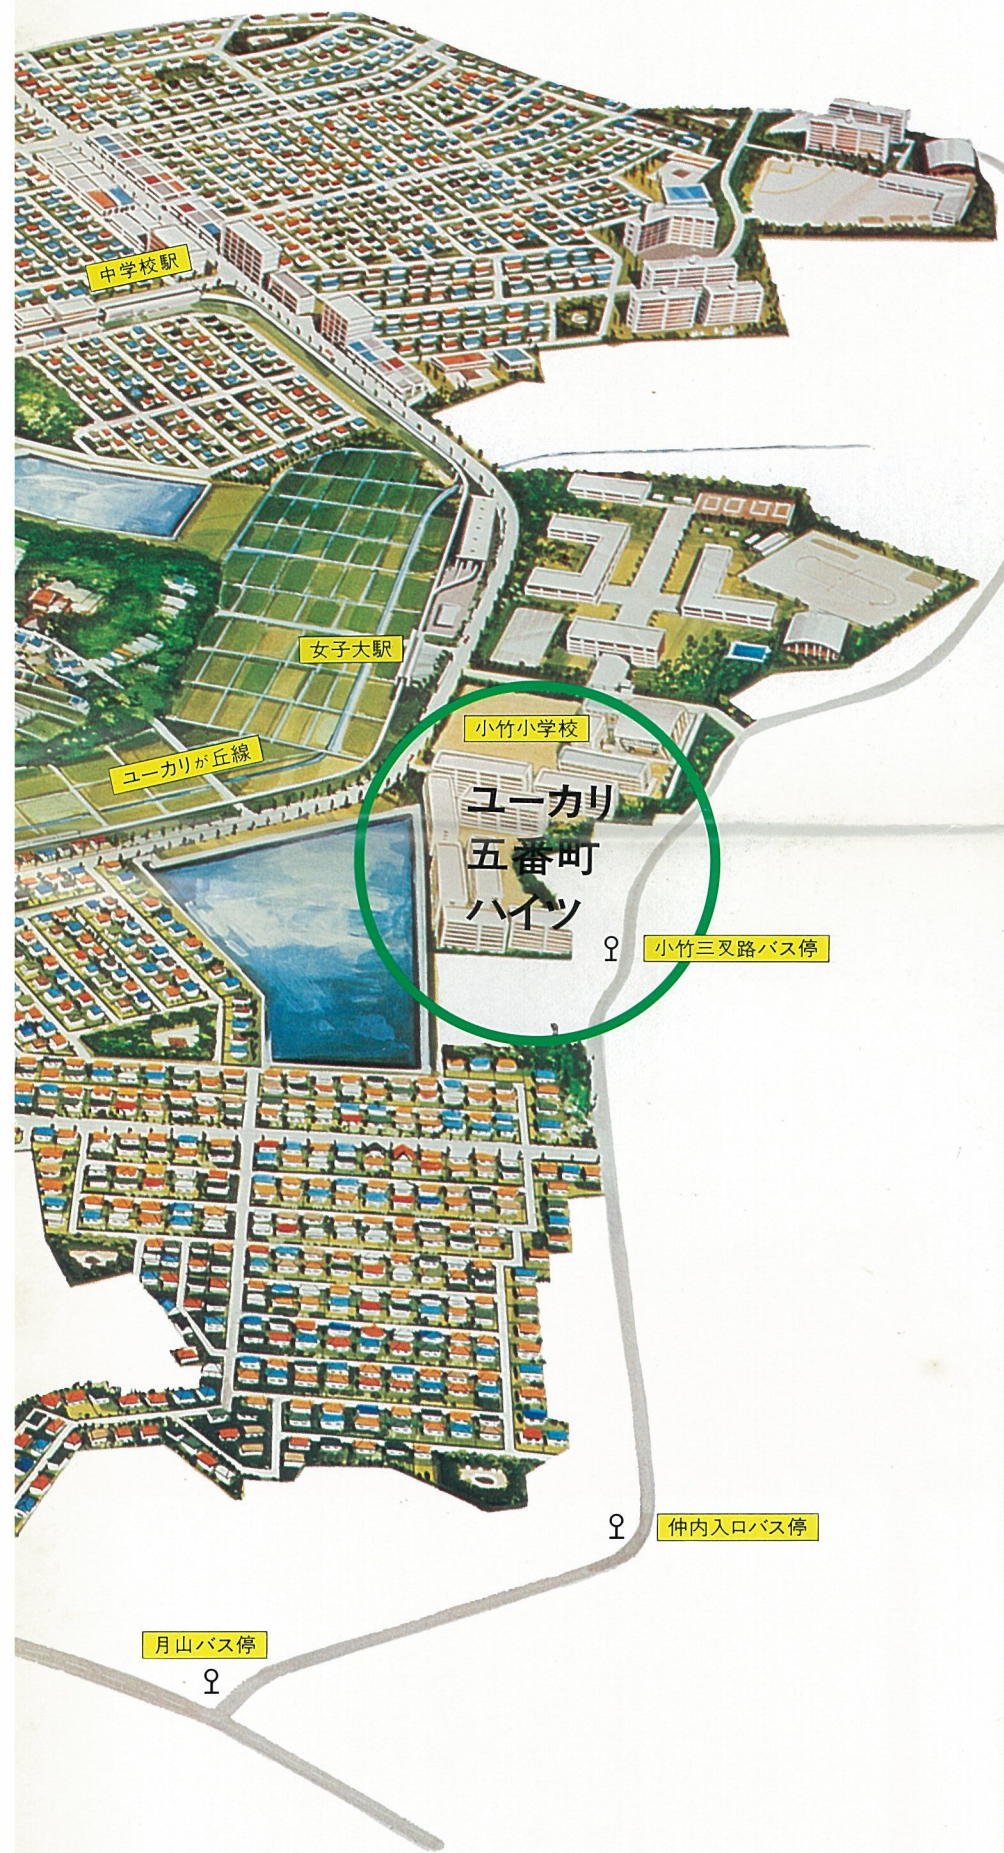 中学校駅
女子大駅
小竹小学校
ユーカリが丘線
ユーカリ
五番町
ハイツ
小竹三叉路バス停
仲内入口バス停
月山バス停